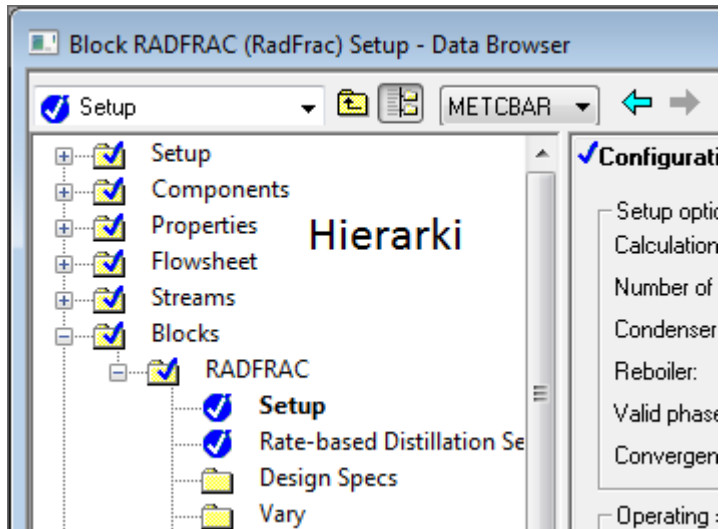 Block RADFRAC (RadFrac) Setup - Data Browser
Setup
METCBAR
Setup
Components
Properties
Flowsheet
Streams
Blocks
RADFRAC
Setup
Rate-based Distillation Se
Design Specs
Vary
Hierarki
Configurati
Setup optio
Calculation
Number of
Condenser
Reboiler:
Valid phase
Convergen
Operating